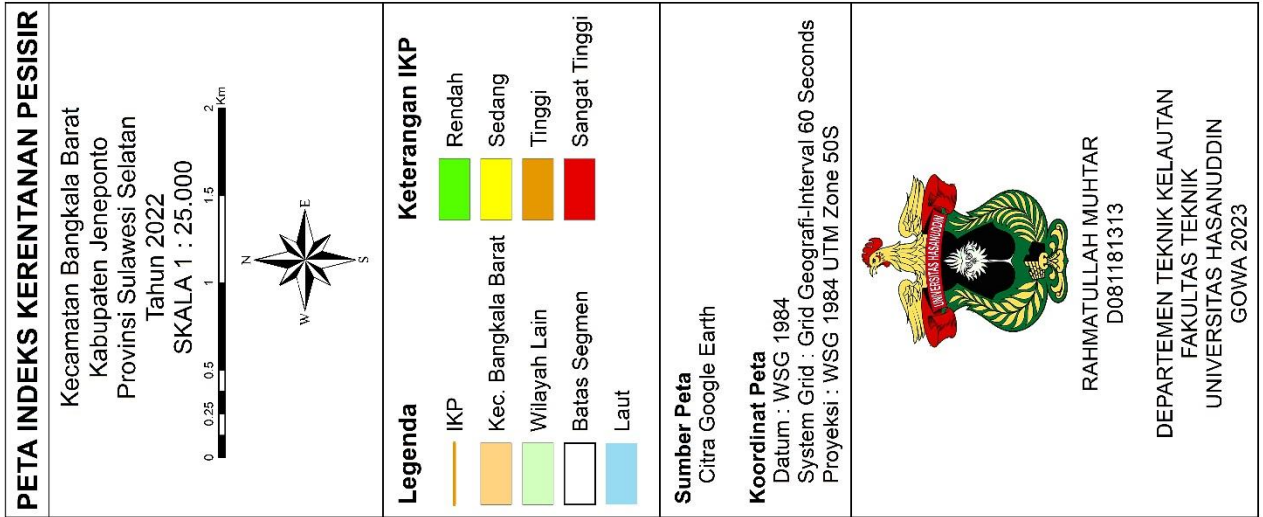 PETA INDEKS KERENTANAN PESISIR
Kecamatan Bangkala Barat
Kabupaten Jeneponto
Provinsi Sulawesi Selatan
Tahun 2022
SKALA 1 : 25.000
0 0.25 0.5 1 1.5 2 Km
N
W E
S
Legenda
IKP
Kec. Bangkala Barat
Wilayah Lain
Batas Segmen
Laut
Keterangan IKP
Rendah
Sedang
Tinggi
Sangat Tinggi
Sumber Peta
Citra Google Earth
Koordinat Peta
Datum : WSG 1984
System Grid : Grid Geografi-Interval 60 Seconds
Proyeksi : WSG 1984 UTM Zone 50S
UNIVERSITAS HASANUDDIN
RAHMATULLAH MUHTAR
D081181313
DEPARTEMEN TEKNIK KELAUTAN
FAKULTAS TEKNIK
UNIVERSITAS HASANUDDIN
GOWA 2023